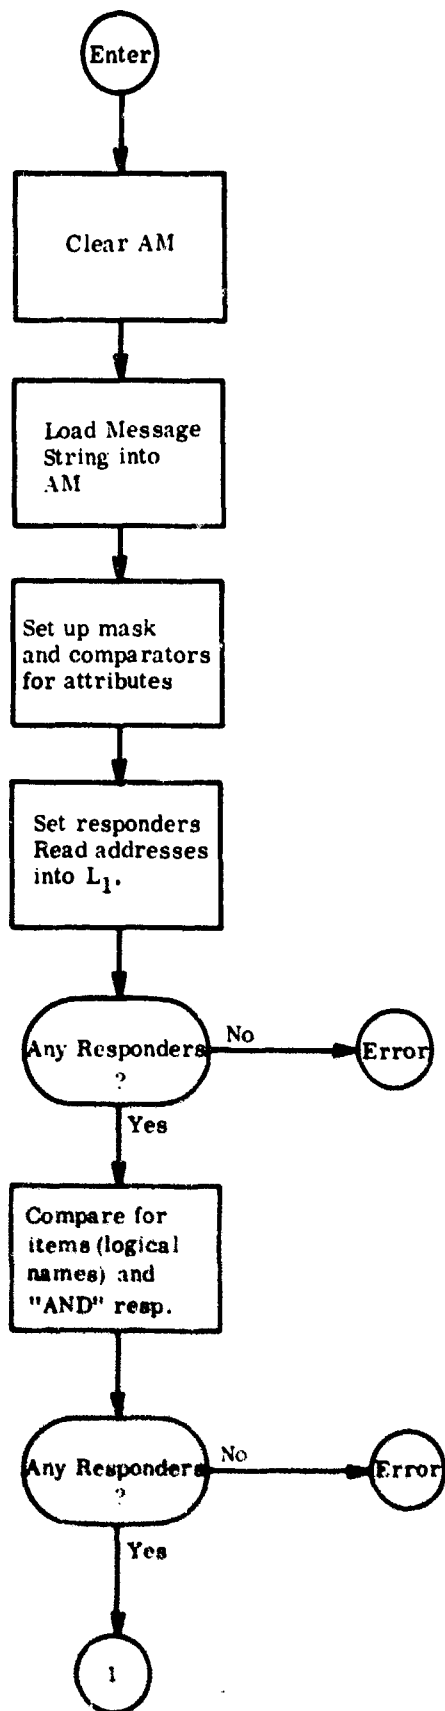 Enter
Clear AM
Load Message
String into
AM
Set up mask
and comparators
for attributes
Set responders
Read addresses
into L1.
Any Responders
?
No
Error
Yes
Compare for
items (logical
names) and
"AND" resp.
Any Responders
?
No
Error
Yes
1